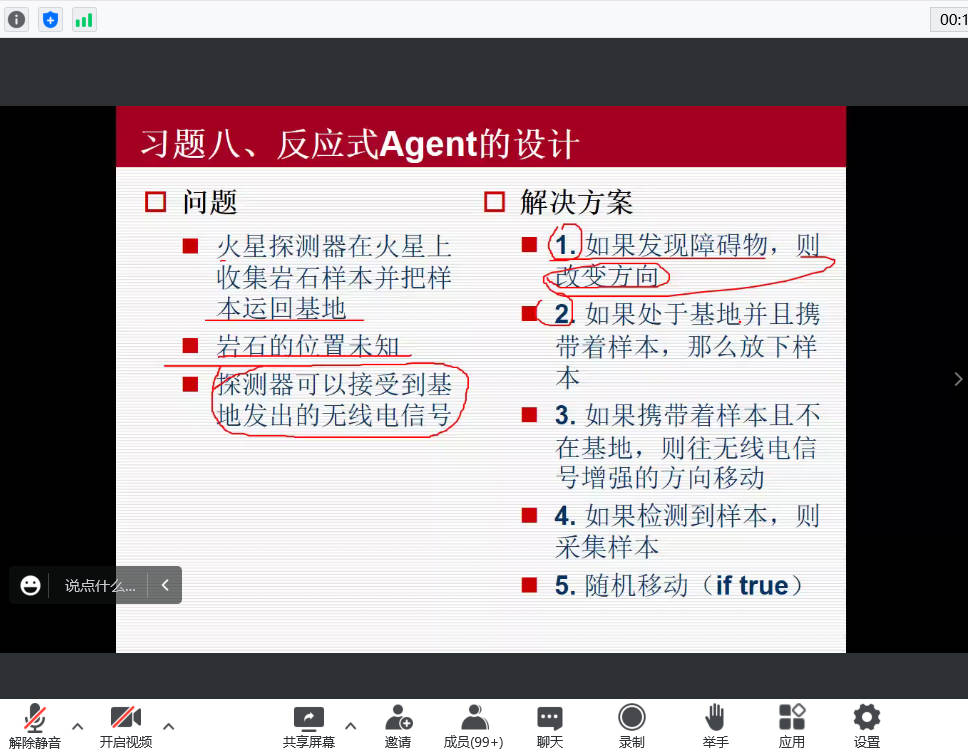 00:1
习题八、反应式Agent的设计
问题
火星探测器在火星上
收集岩石样本并把样
本运回基地
岩石的位置未知
探测器可以接受到基
地发出的无线电信号
解决方案
1. 如果发现障碍物，则
改变方向
2. 如果处于基地并且携
带着样本，那么放下样
本
3. 如果携带着样本且不
在基地，则往无线电信
号增强的方向移动
4. 如果检测到样本，则
采集样本
5. 随机移动（if true）
说点什么...
解除静音
开启视频
共享屏幕
邀请
成员(99+)
聊天
录制
举手
应用
设置